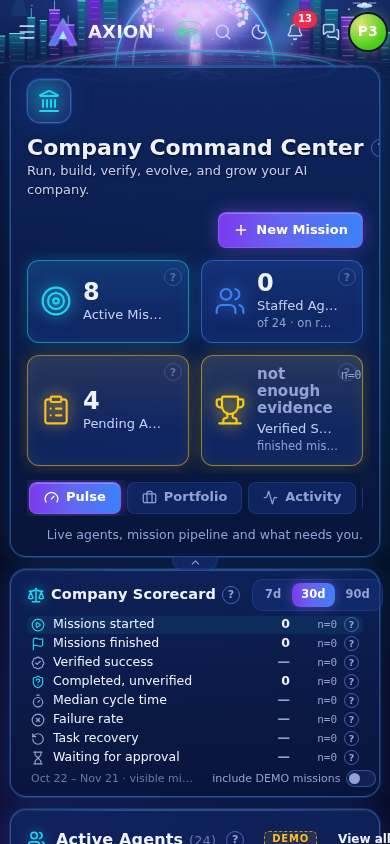 AXION
13
P3
Company Command Center ?
Run, build, verify, evolve, and grow your AI
company.
+ New Mission
8 ?
Active Mis...
0 ?
Staffed Ag...
of 24 · on r...
4 ?
Pending A...
not enough evidence
n=0
?
Verified S...
finished mis...
Pulse Portfolio Activity
Live agents, mission pipeline and what needs you.
Company Scorecard ? 7d 30d 90d
Missions started 0 n=0 ?
Missions finished 0 n=0 ?
Verified success — n=0 ?
Completed, unverified 0 n=0 ?
Median cycle time — n=0 ?
Failure rate — n=0 ?
Task recovery — n=0 ?
Waiting for approval — n=0 ?
Oct 22 – Nov 21 · visible mi... include DEMO missions
Active Agents (24) ? DEMO View all